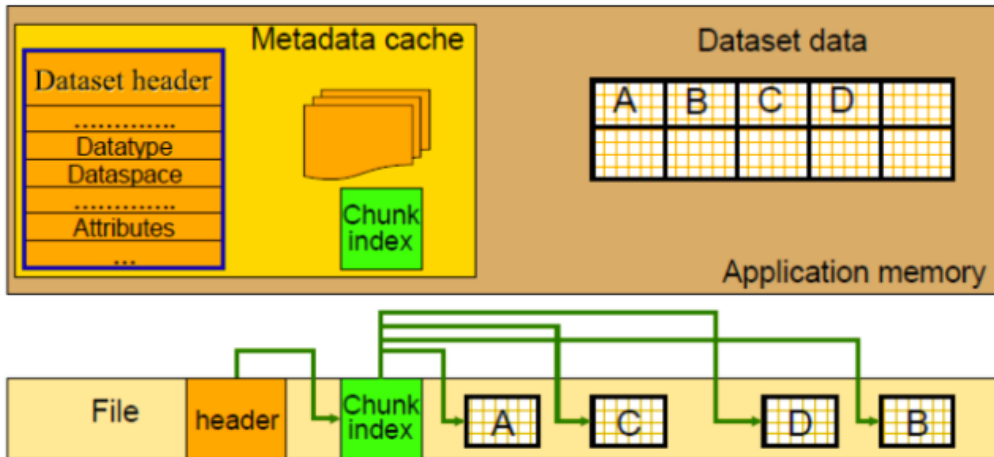 Metadata cache
Dataset header
.............
Datatype
Dataspace
.............
Attributes
...
Chunk
index
Dataset data
A B C D
Application memory
File
header
Chunk
index
A
C
D
B